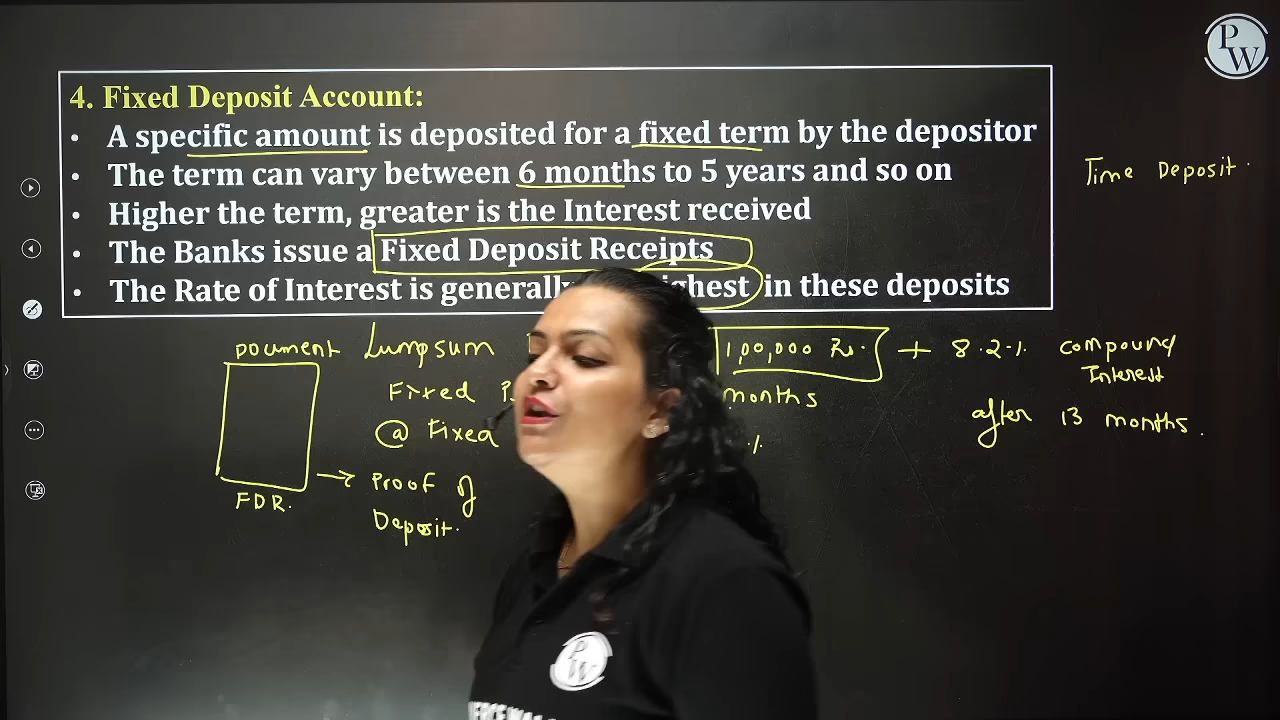 P
W
4. Fixed Deposit Account:
• A specific amount is deposited for a fixed term by the depositor
• The term can vary between 6 months to 5 years and so on
• Higher the term, greater is the Interest received
• The Banks issue a Fixed Deposit Receipts
• The Rate of Interest is generally in these deposits
Time Deposit.
Document Lumpsum 1,00,000 Rs. + 8.2% compound
Interest
Fixed months
after 13 months.
@ Fixed %
→ Proof of
Deposit.
FDR.
P
W